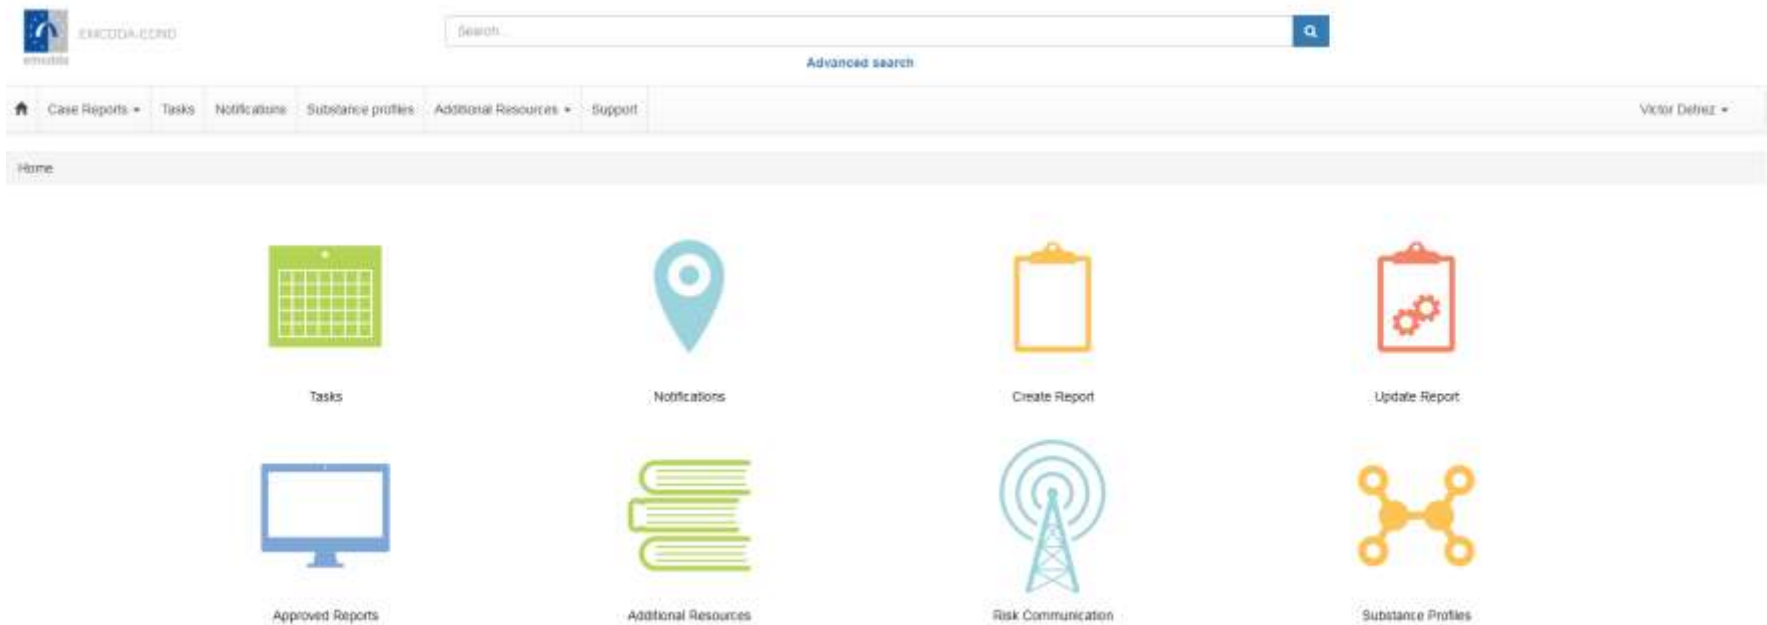 emcdda
Search...
Advanced search
Case Reports Tasks Notifications Substance profiles Additional Resources Support Victor Detrez
Home
Tasks Notifications Create Report Update Report
Approved Reports Additional Resources Risk Communication Substance Profiles